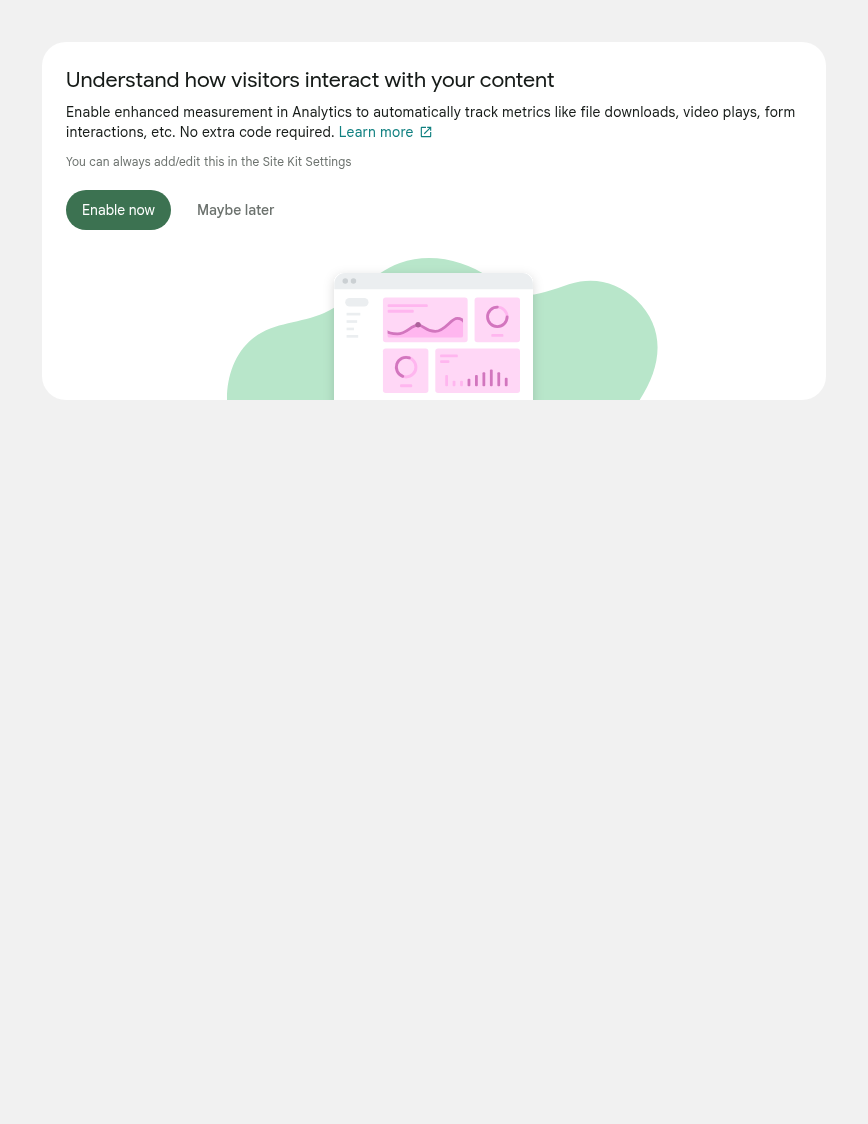 Understand how visitors interact with your content
Enable enhanced measurement in Analytics to automatically track metrics like file downloads, video plays, form
interactions, etc. No extra code required. Learn more
You can always add/edit this in the Site Kit Settings
Enable now
Maybe later